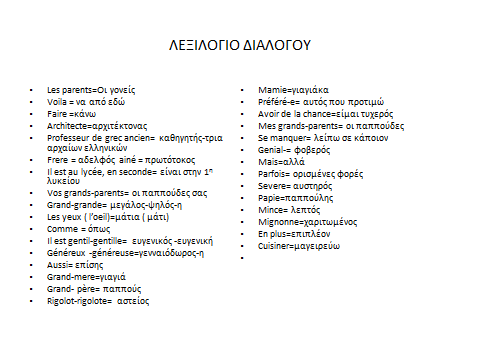 ΛΕΞΙΛΟΓΙΟ ΔΙΑΛΟΓΟΥ
• Les parents=Οι γονείς
• Voila = να από εδώ
• Faire =κάνω
• Architecte=αρχιτέκτονας
• Professeur de grec ancien= καθηγητής-τρια
αρχαίων ελληνικών
• Frere = αδελφός ainé = πρωτότοκος
• Il est au lycée, en seconde= είναι στην 1η
λυκείου
• Vos grands-parents= οι παππούδες σας
• Grand-grande= μεγάλος-ψηλός-η
• Les yeux ( l'oeil)=μάτια ( μάτι)
• Comme = όπως
• Il est gentil-gentille= ευγενικός -ευγενική
• Généreux -généreuse=γενναιόδωρος-η
• Aussi= επίσης
• Grand-mere=γιαγιά
• Grand- père= παππούς
• Rigolot-rigolote= αστείος
• Mamie=γιαγιάκα
• Préféré-e= αυτός που προτιμώ
• Avoir de la chance=είμαι τυχερός
• Mes grands-parents= οι παππούδες
• Se manquer= λείπω σε κάποιον
• Genial-= φοβερός
• Mais=αλλά
• Parfois= ορισμένες φορές
• Severe= αυστηρός
• Papie=παππούλης
• Mince= λεπτός
• Mignonne=χαριτωμένος
• En plus=επιπλέον
• Cuisiner=μαγειρεύω
•